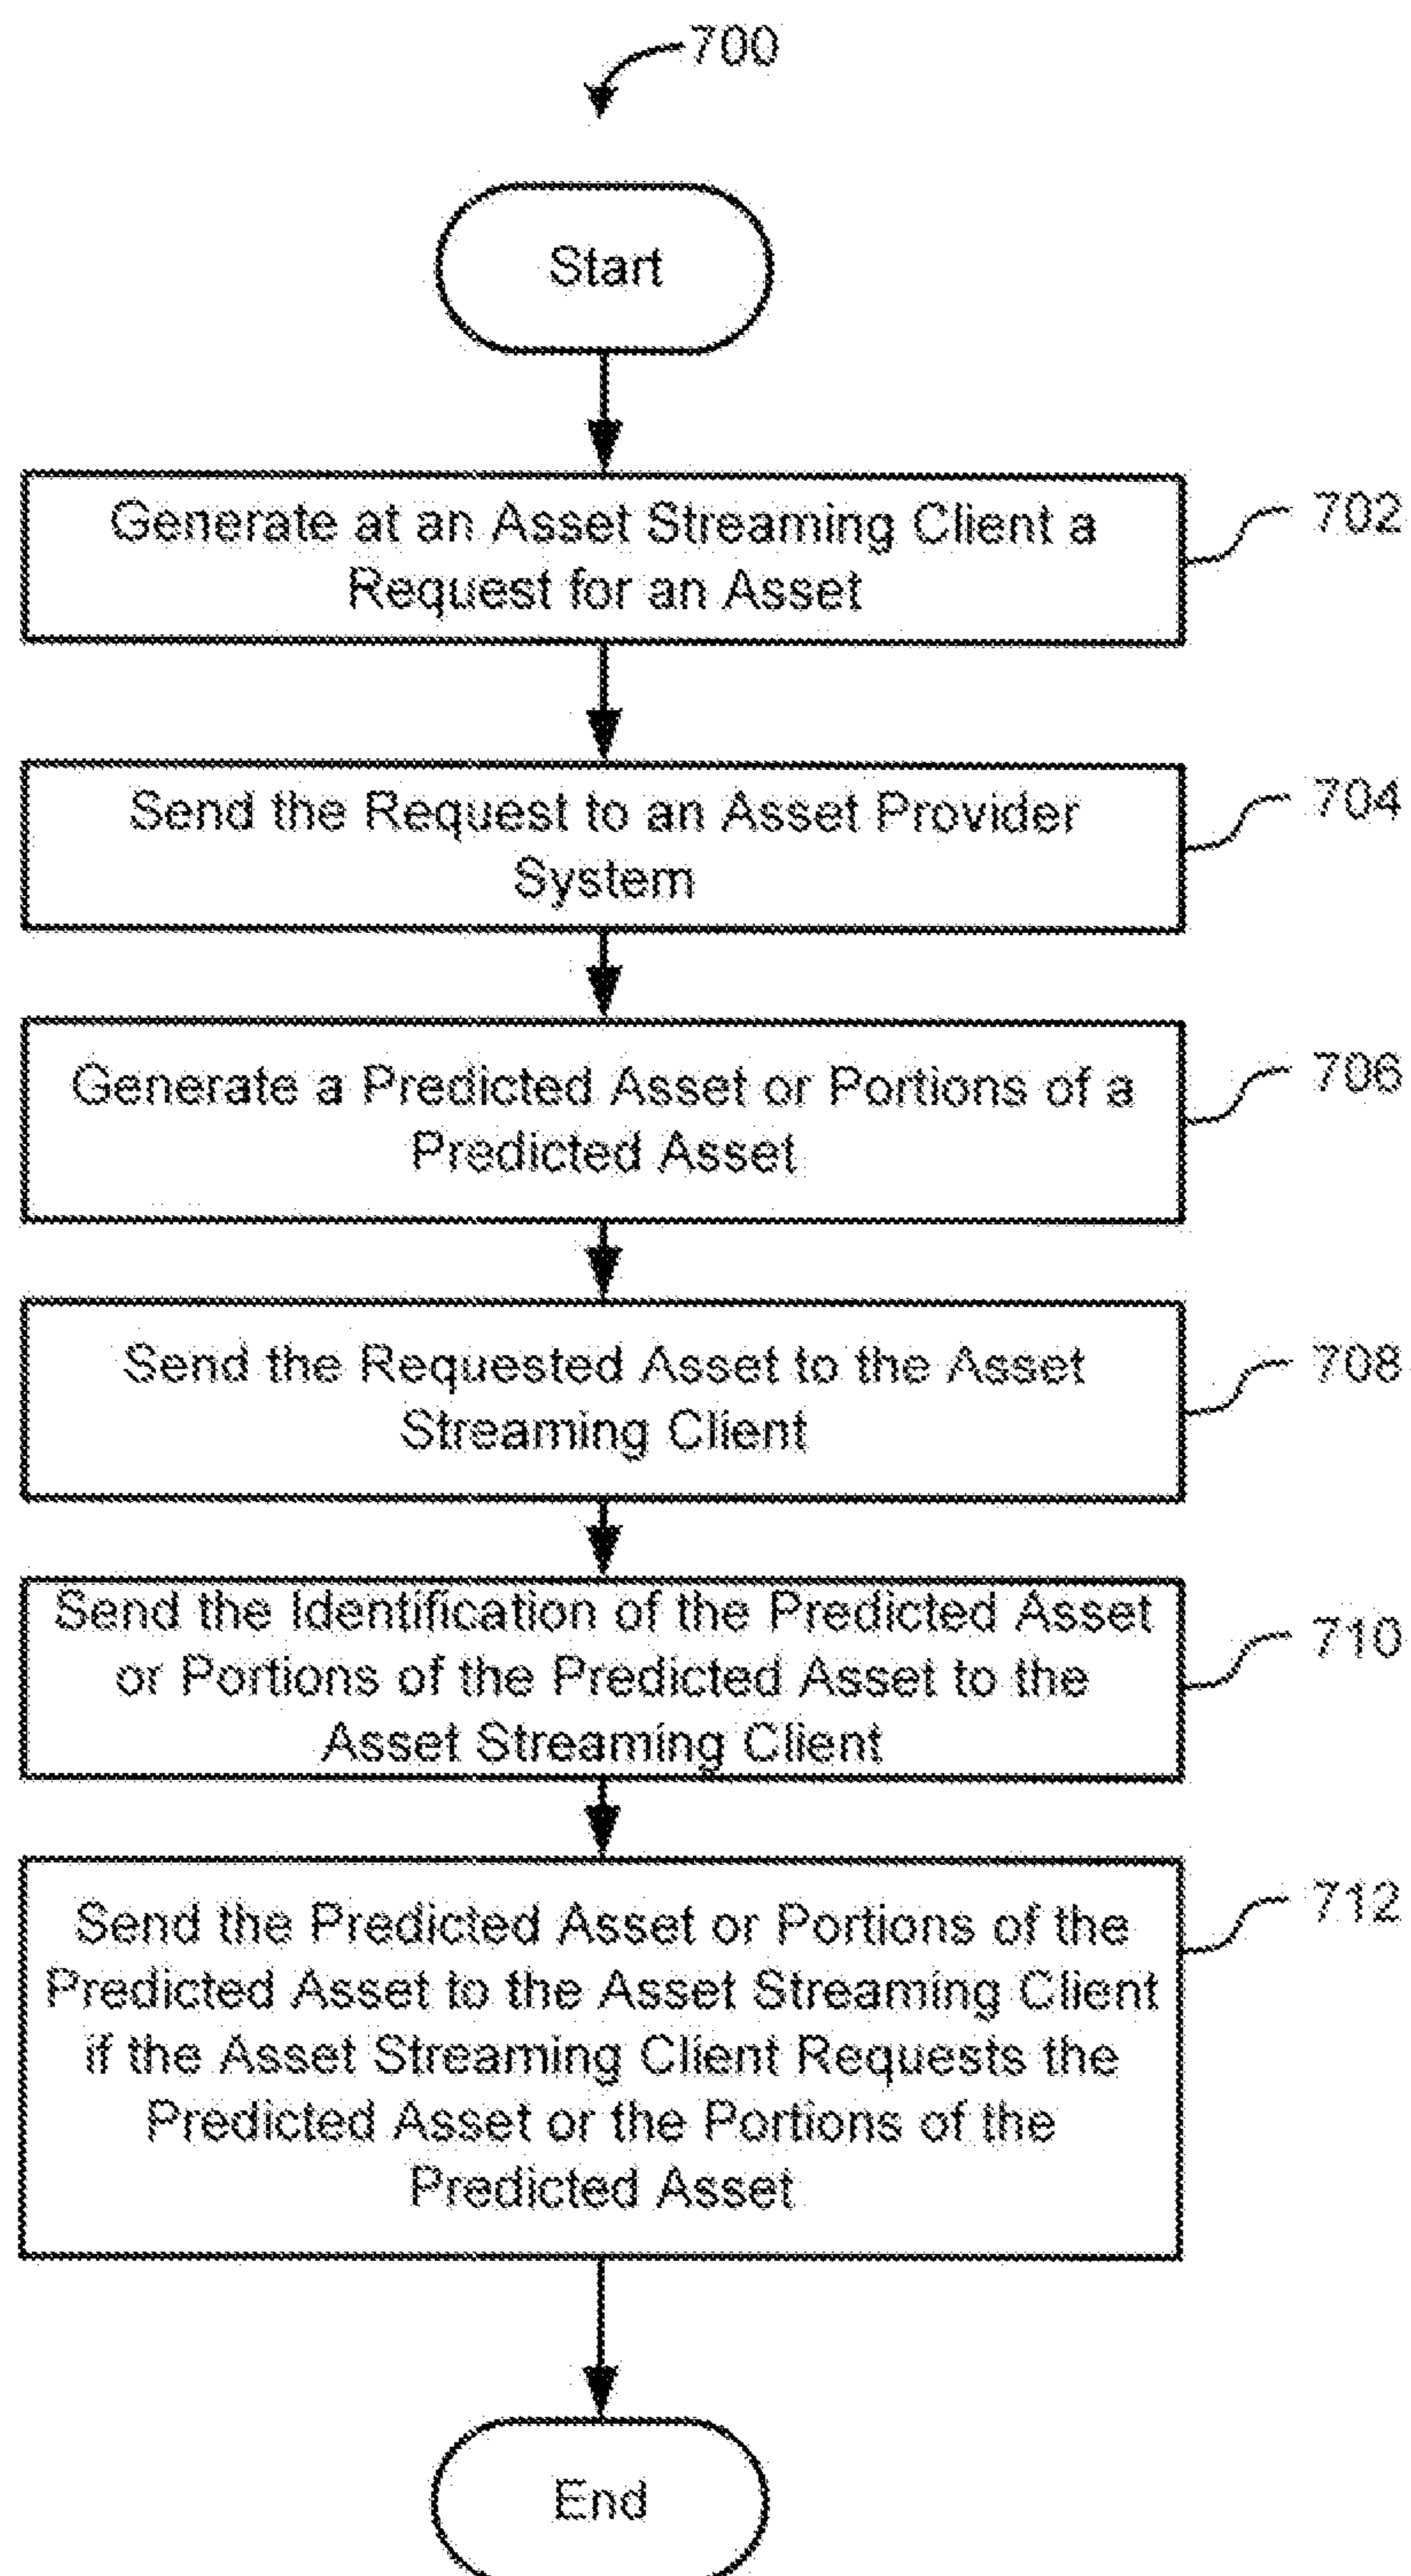 700
Start
Generate at an Asset Streaming Client a
Request for an Asset
702
Send the Request to an Asset Provider
System
704
Generate a Predicted Asset or Portions of a
Predicted Asset
706
Send the Requested Asset to the Asset
Streaming Client
708
Send the Identification of the Predicted Asset
or Portions of the Predicted Asset to the
Asset Streaming Client
710
Send the Predicted Asset or Portions of the
Predicted Asset to the Asset Streaming Client
if the Asset Streaming Client Requests the
Predicted Asset or the Portions of the
Predicted Asset
712
End